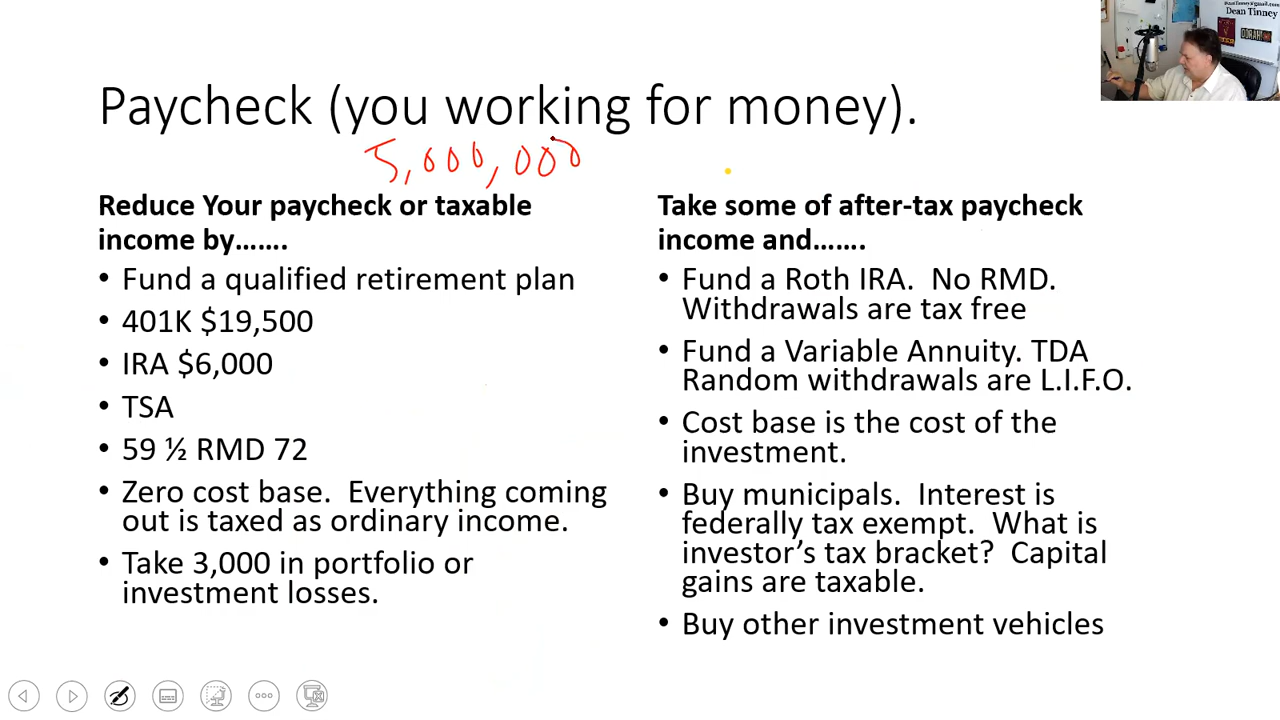 deanTinney@gmail.com
Dean Tinney
Paycheck (you working for money).
5,000,000
Reduce Your paycheck or taxable
income by…….
• Fund a qualified retirement plan
• 401K $19,500
• IRA $6,000
• TSA
• 59 ½ RMD 72
• Zero cost base.  Everything coming
out is taxed as ordinary income.
• Take 3,000 in portfolio or
investment losses.
Take some of after-tax paycheck
income and…….
• Fund a Roth IRA.  No RMD.
Withdrawals are tax free
• Fund a Variable Annuity. TDA
Random withdrawals are L.I.F.O.
• Cost base is the cost of the
investment.
• Buy municipals.  Interest is
federally tax exempt.  What is
investor’s tax bracket?  Capital
gains are taxable.
• Buy other investment vehicles